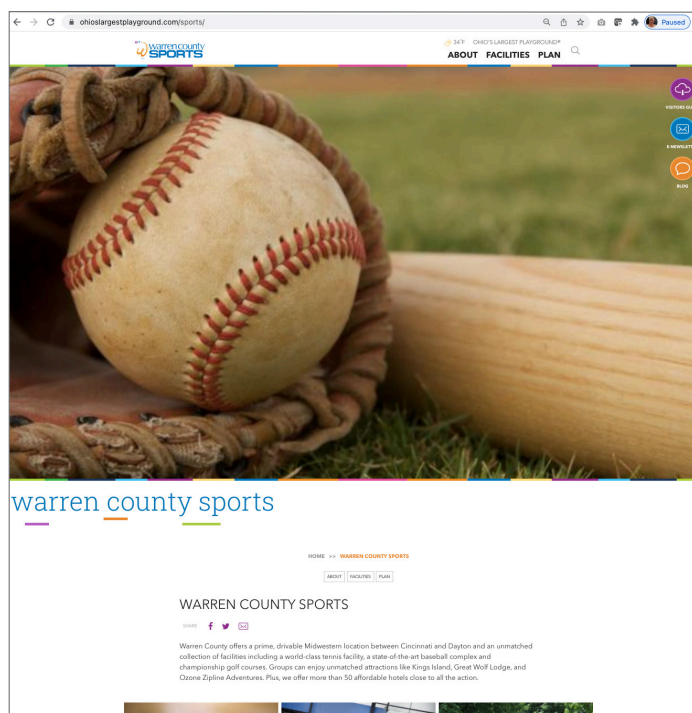 ohioslargestplayground.com/sports/
Paused
warren county
SPORTS
34°F OHIO'S LARGEST PLAYGROUND®
ABOUT FACILITIES PLAN
VISITORS GU
E-NEWSLETT
BLOG
warren county sports
HOME >> WARREN COUNTY SPORTS
ABOUT FACILITIES PLAN
WARREN COUNTY SPORTS
SHARE
Warren County offers a prime, drivable Midwestern location between Cincinnati and Dayton and an unmatched
collection of facilities including a world-class tennis facility, a state-of-the-art baseball complex and
championship golf courses. Groups can enjoy unmatched attractions like Kings Island, Great Wolf Lodge, and
Ozone Zipline Adventures. Plus, we offer more than 50 affordable hotels close to all the action.